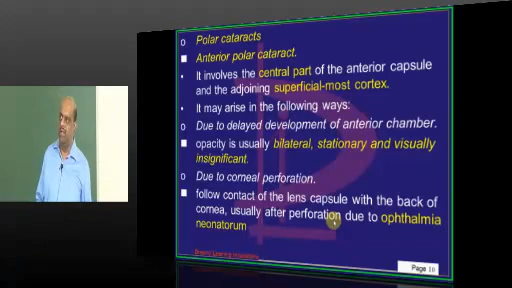 Polar cataracts
Anterior polar cataract.
It involves the central part of the anterior capsule
and the adjoining superficial-most cortex.
It may arise in the following ways:
Due to delayed development of anterior chamber.
opacity is usually bilateral, stationary and visually
insignificant.
Due to corneal perforation.
follow contact of the lens capsule with the back of
cornea, usually after perforation due to ophthalmia
neonatorum
Page 10